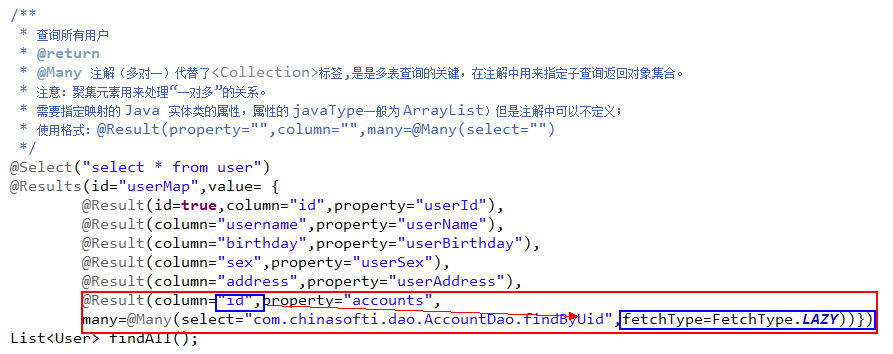 /**
 * 查询所有用户
 * @return
 * @Many 注解（多对一）代替了<Collection>标签,是是多表查询的关键，在注解中用来指定子查询返回对象集合。
 * 注意：聚集元素用来处理“一对多”的关系。
 * 需要指定映射的 Java 实体类的属性，属性的 javaType一般为 ArrayList）但是注解中可以不定义；
 * 使用格式：@Result(property="",column="",many=@Many(select="")
 */
@Select("select * from user")
@Results(id="userMap",value= {
@Result(id=true,column="id",property="userId"),
@Result(column="username",property="userName"),
@Result(column="birthday",property="userBirthday"),
@Result(column="sex",property="userSex"),
@Result(column="address",property="userAddress"),
@Result(column="id",property="accounts",
many=@Many(select="com.chinasofti.dao.AccountDao.findByUid",fetchType=FetchType.LAZY))})
List<User> findAll();